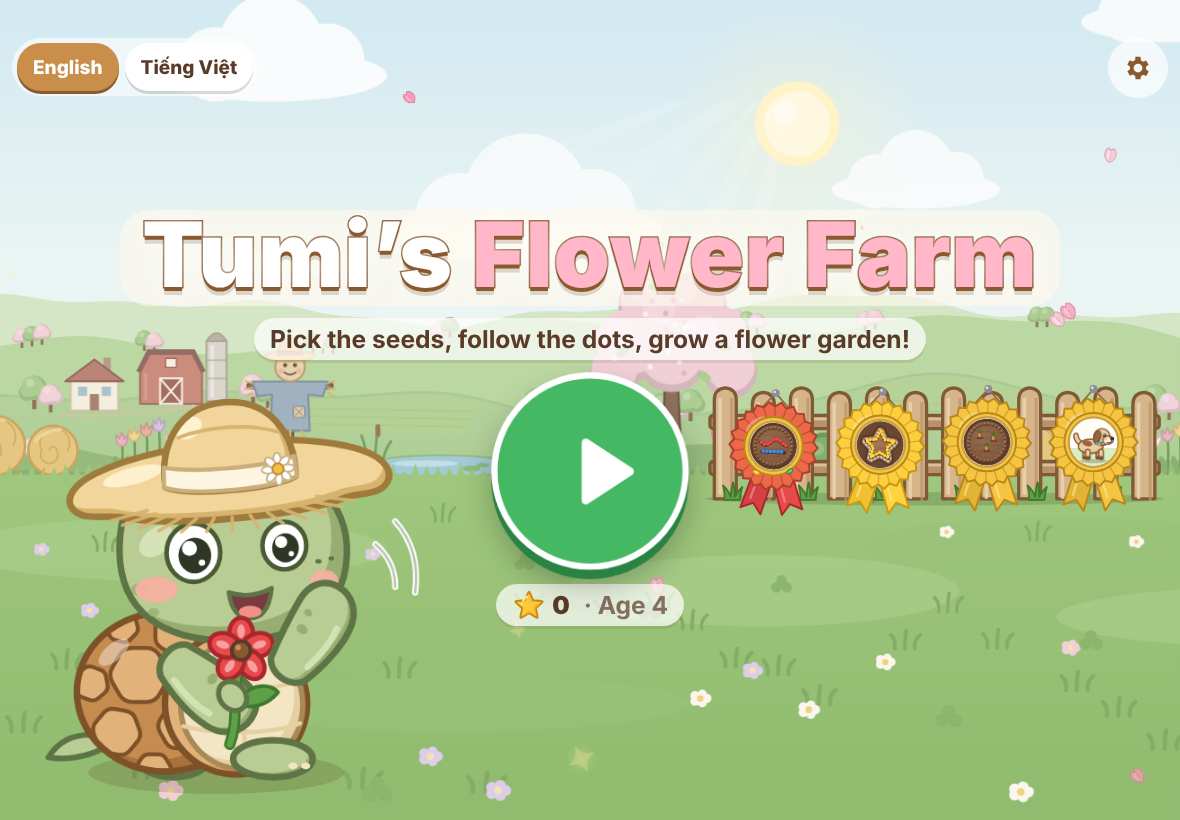 English
Tiếng Việt
Tumi's Flower Farm
Pick the seeds, follow the dots, grow a flower garden!
0 · Age 4